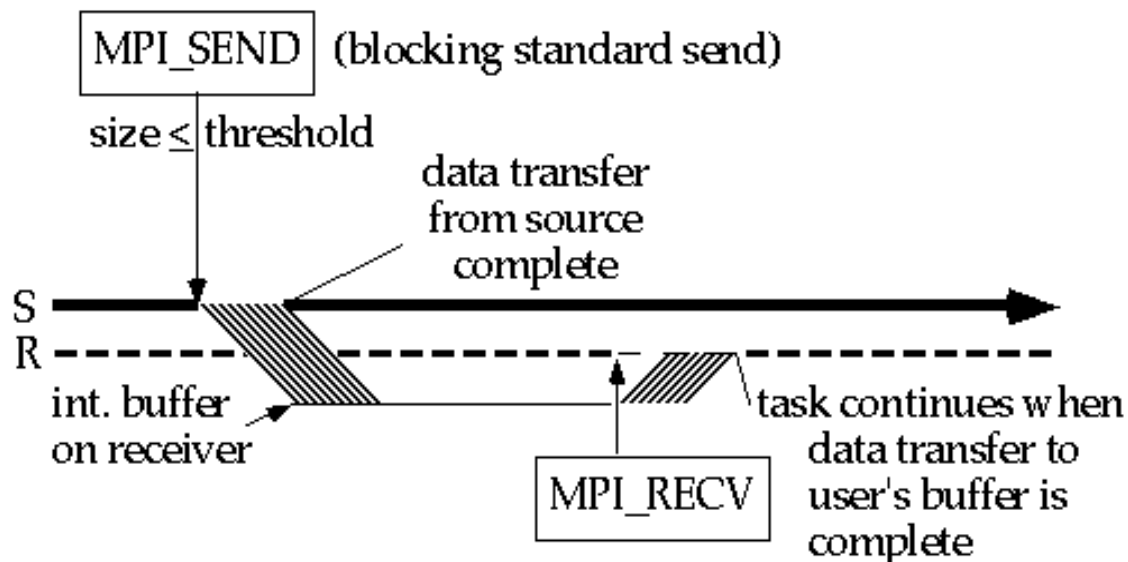 MPI_SEND (blocking standard send)
size ≤ threshold
data transfer
from source
complete
S
R
int. buffer
on receiver
MPI_RECV
task continues when
data transfer to
user's buffer is
complete